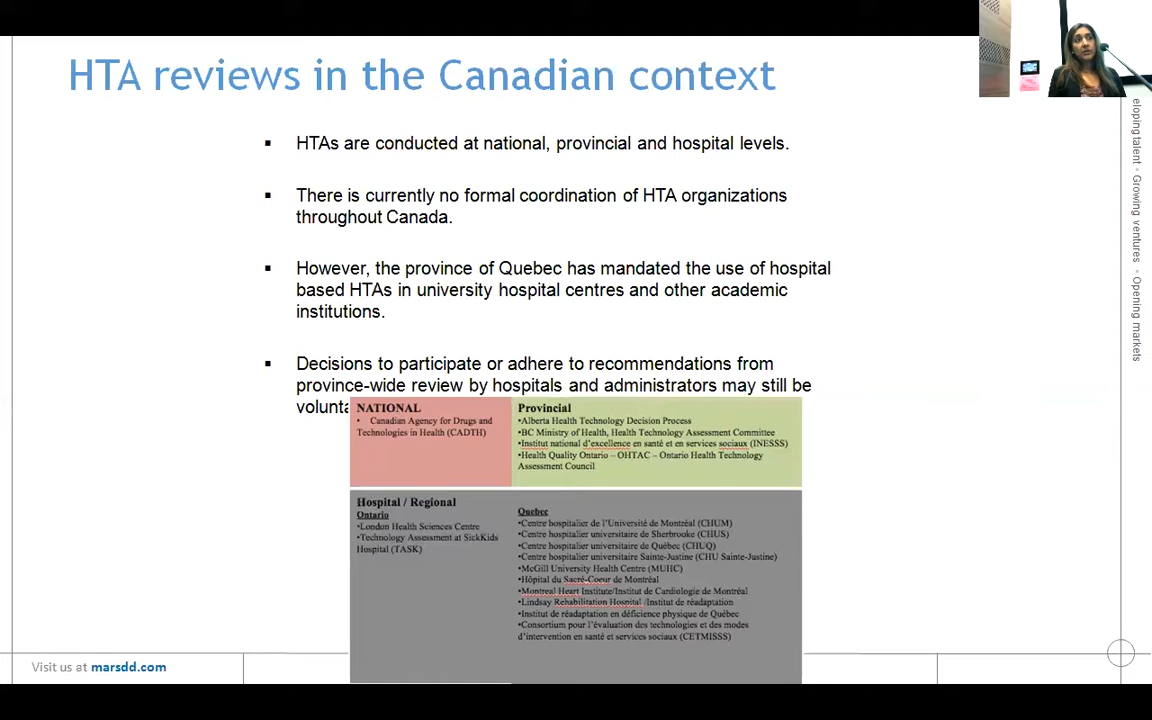 HTA reviews in the Canadian context
▪ HTAs are conducted at national, provincial and hospital levels.
▪ There is currently no formal coordination of HTA organizations
throughout Canada.
▪ However, the province of Quebec has mandated the use of hospital
based HTAs in university hospital centres and other academic
institutions.
▪ Decisions to participate or adhere to recommendations from
province-wide review by hospitals and administrators may still be
volunta
NATIONAL
• Canadian Agency for Drugs and
Technologies in Health (CADTH)
Provincial
•Alberta Health Technology Decision Process
•BC Ministry of Health, Health Technology Assessment Committee
•Institut national d'excellence en santé et en services sociaux (INESSS)
•Health Quality Ontario – OHTAC – Ontario Health Technology
Assessment Council
Hospital / Regional
Ontario
•London Health Sciences Centre
•Technology Assessment at SickKids
Hospital (TASK)
Quebec
•Centre hospitalier de l'Université de Montréal (CHUM)
•Centre hospitalier universitaire de Sherbrooke (CHUS)
•Centre hospitalier universitaire de Québec (CHUQ)
•Centre hospitalier universitaire Sainte-Justine (CHU Sainte-Justine)
•McGill University Health Centre (MUHC)
•Hôpital du Sacré-Coeur de Montréal
•Montreal Heart Institute/Institut de Cardiologie de Montréal
•Lindsay Rehabilitation Hospital /Institut de réadaptation
•Institut de réadaptation en déficience physique de Québec
•Consortium pour l'évaluation des technologies et des modes
d'intervention en santé et services sociaux (CETMISSS)
eloping talent ▫ Growing ventures ▫ Opening markets
Visit us at marsdd.com